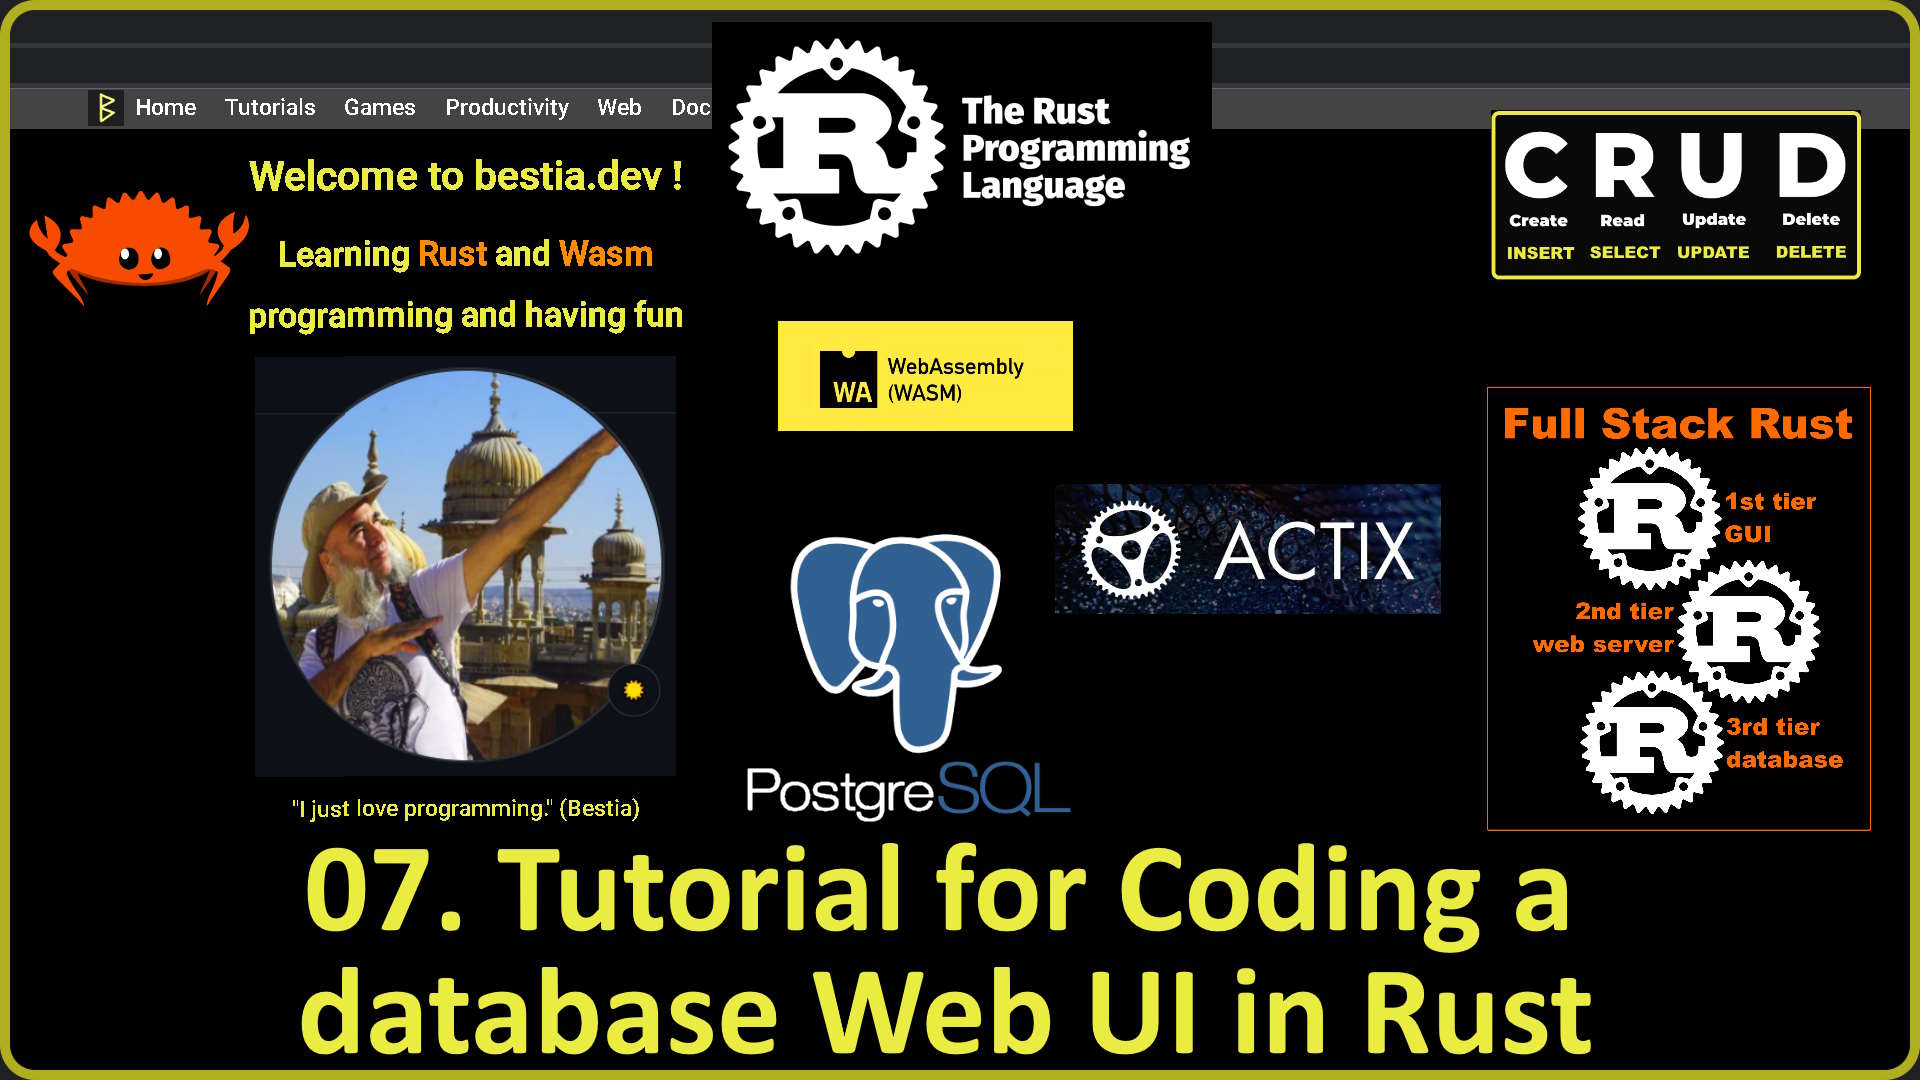 Home Tutorials Games Productivity Web Doc
Welcome to bestia.dev !
Learning Rust and Wasm
programming and having fun
"I just love programming." (Bestia)
R
The Rust
Programming
Language
WA
WebAssembly
(WASM)
PostgreSQL
ACTIX
C R U D
Create Read Update Delete
INSERT SELECT UPDATE DELETE
Full Stack Rust
R
1st tier
GUI
2nd tier
web server
R
R
3rd tier
database
07. Tutorial for Coding a
database Web UI in Rust